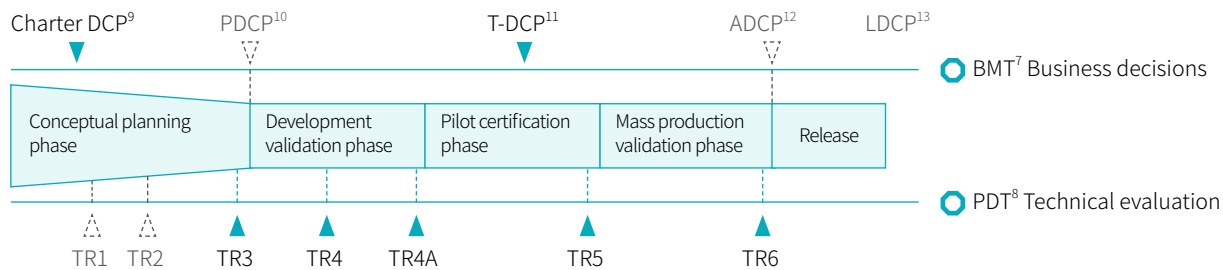 Charter DCP⁹ PDCP¹⁰ T-DCP¹¹ ADCP¹² LDCP¹³
BMT⁷ Business decisions
Conceptual planning
phase
Development
validation phase
Pilot certification
phase
Mass production
validation phase
Release
PDT⁸ Technical evaluation
TR1 TR2 TR3 TR4 TR4A TR5 TR6